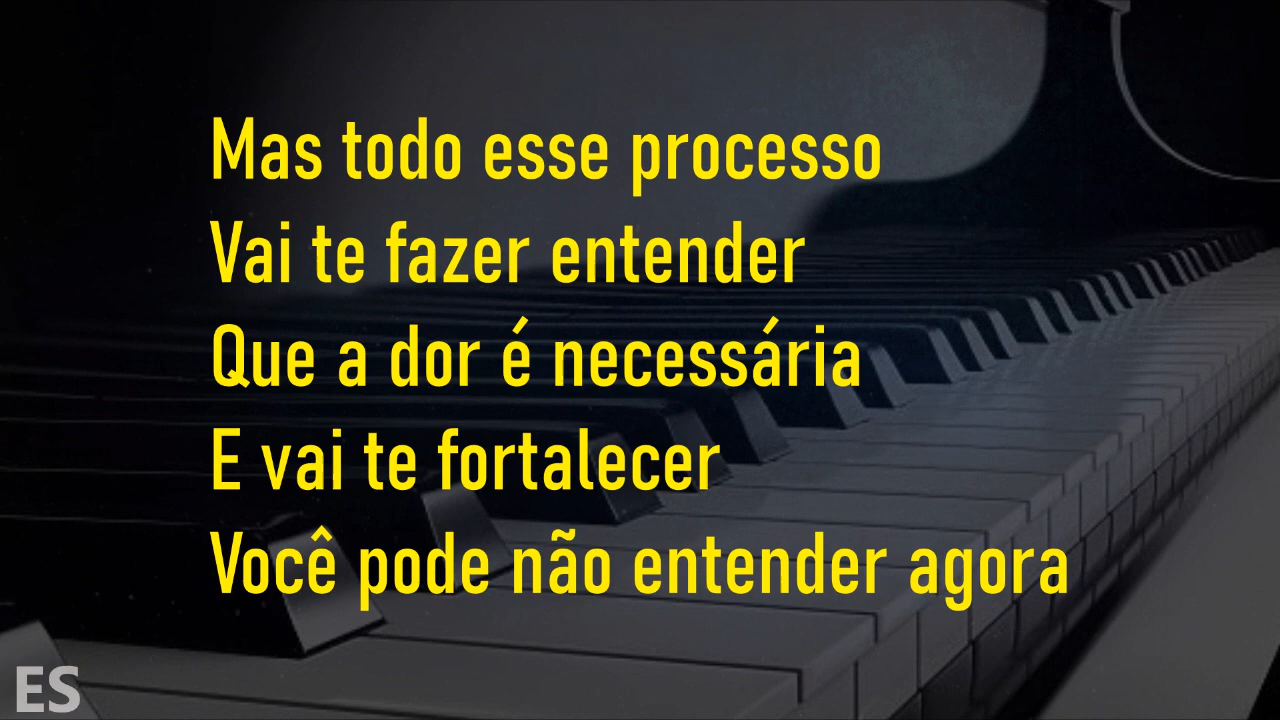 Mas todo esse processo
Vai te fazer entender
Que a dor é necessária
E vai te fortalecer
Você pode não entender agora
ES